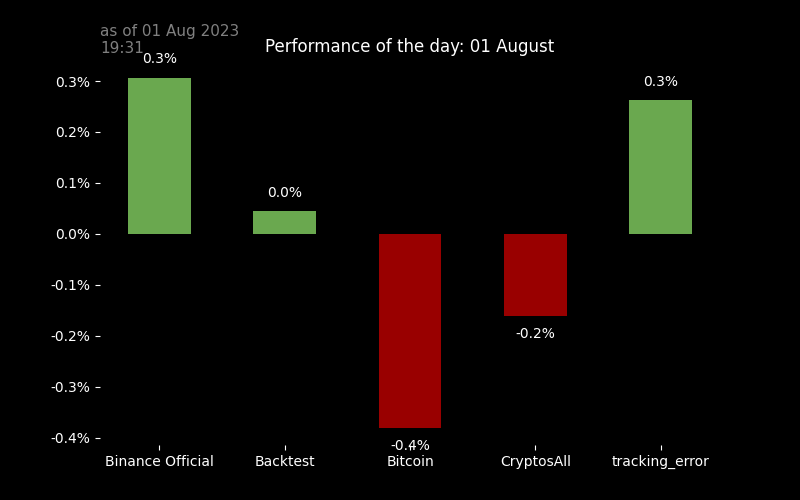 as of 01 Aug 2023
19:31
Performance of the day: 01 August
0.3%
0.2%
0.1%
0.0%
-0.1%
-0.2%
-0.3%
-0.4%
0.3%
0.0%
-0.4%
-0.2%
0.3%
Binance Official
Backtest
Bitcoin
CryptosAll
tracking_error